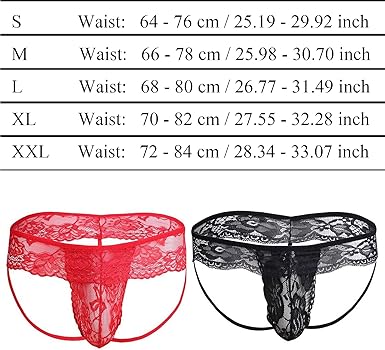 S Waist: 64 - 76 cm / 25.19 - 29.92 inch
M Waist: 66 - 78 cm / 25.98 - 30.70 inch
L Waist: 68 - 80 cm / 26.77 - 31.49 inch
XL Waist: 70 - 82 cm / 27.55 - 32.28 inch
XXL Waist: 72 - 84 cm / 28.34 - 33.07 inch